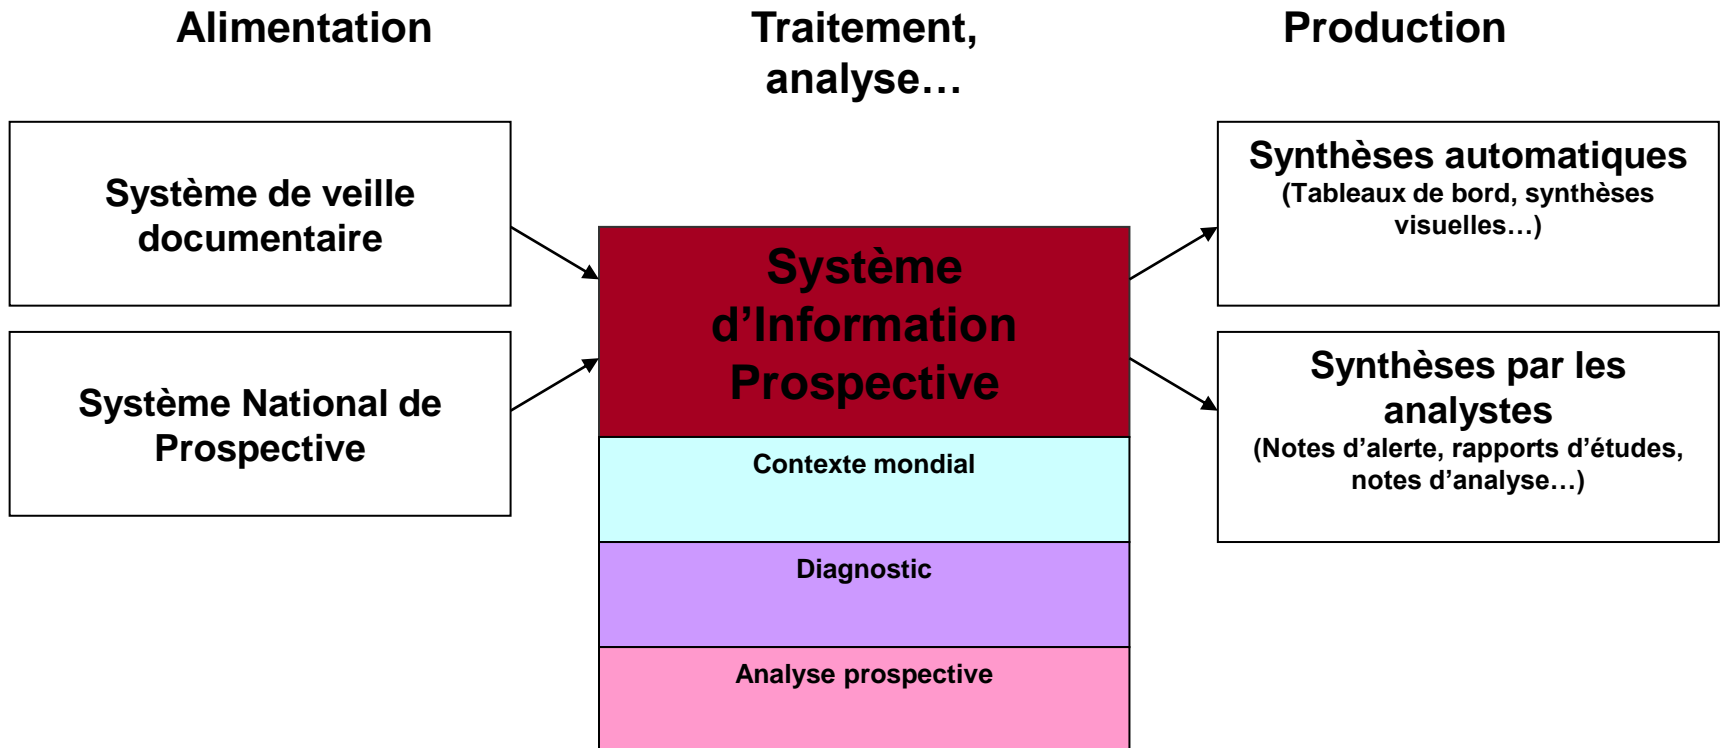 Alimentation
Traitement,
analyse…
Production
Système de veille
documentaire
Système National de
Prospective
Système
d’Information
Prospective
Contexte mondial
Diagnostic
Analyse prospective
Synthèses automatiques
(Tableaux de bord, synthèses
visuelles…)
Synthèses par les
analystes
(Notes d’alerte, rapports d’études,
notes d’analyse…)